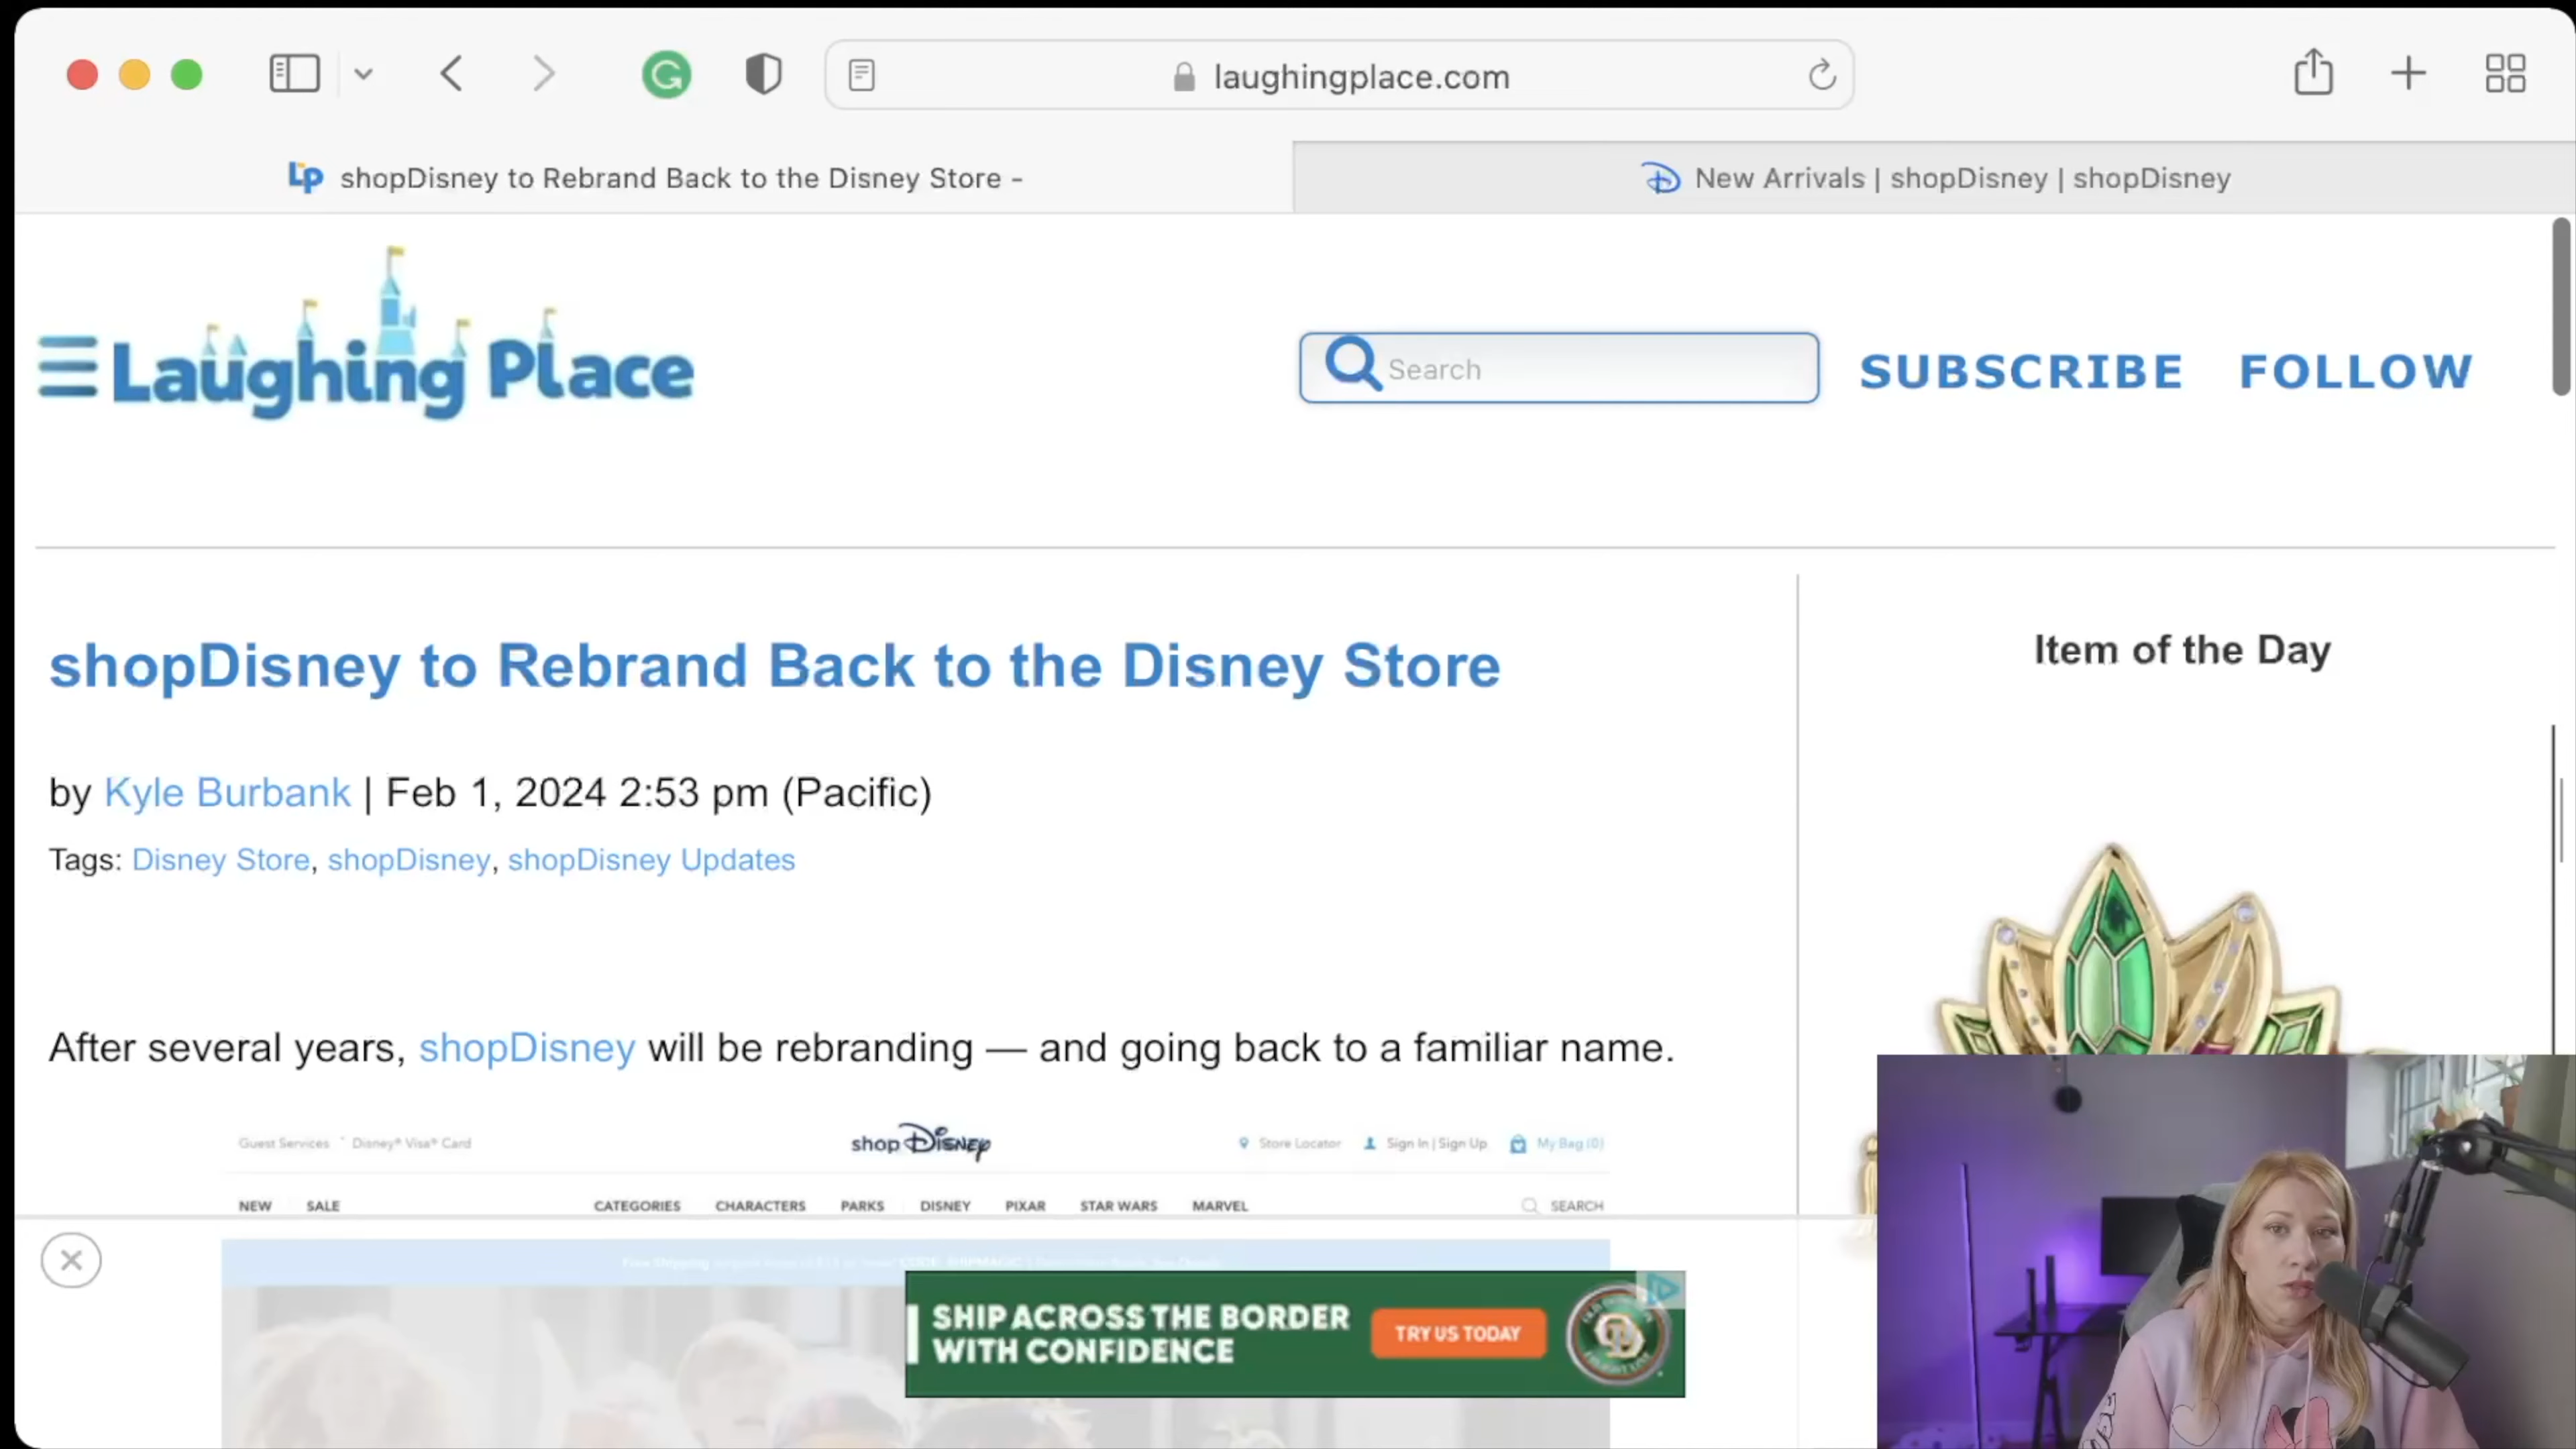 laughingplace.com
shopDisney to Rebrand Back to the Disney Store -
New Arrivals | shopDisney | shopDisney
Laughing Place
Search
SUBSCRIBE FOLLOW
shopDisney to Rebrand Back to the Disney Store
Item of the Day
by Kyle Burbank | Feb 1, 2024 2:53 pm (Pacific)
Tags: Disney Store, shopDisney, shopDisney Updates
After several years, shopDisney will be rebranding — and going back to a familiar name.
Guest Services Disney® Visa® Card
shop Disney
Store Locator Sign In | Sign Up My Bag (0)
NEW SALE CATEGORIES CHARACTERS PARKS DISNEY PIXAR STAR WARS MARVEL SEARCH
Free Shipping
SHIP ACROSS THE BORDER
WITH CONFIDENCE
TRY US TODAY